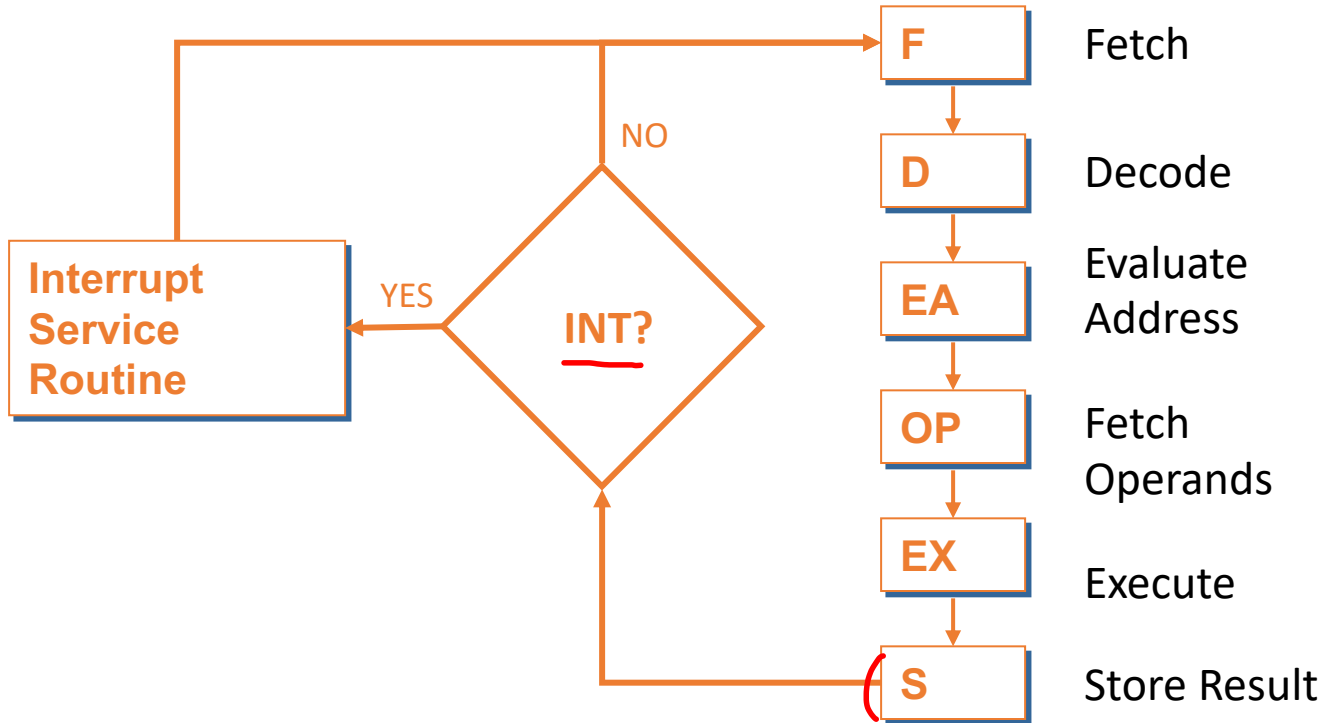 F
Fetch
NO
D
Decode
Interrupt
Service
Routine
YES
INT?
EA
Evaluate
Address
OP
Fetch
Operands
EX
Execute
S
Store Result